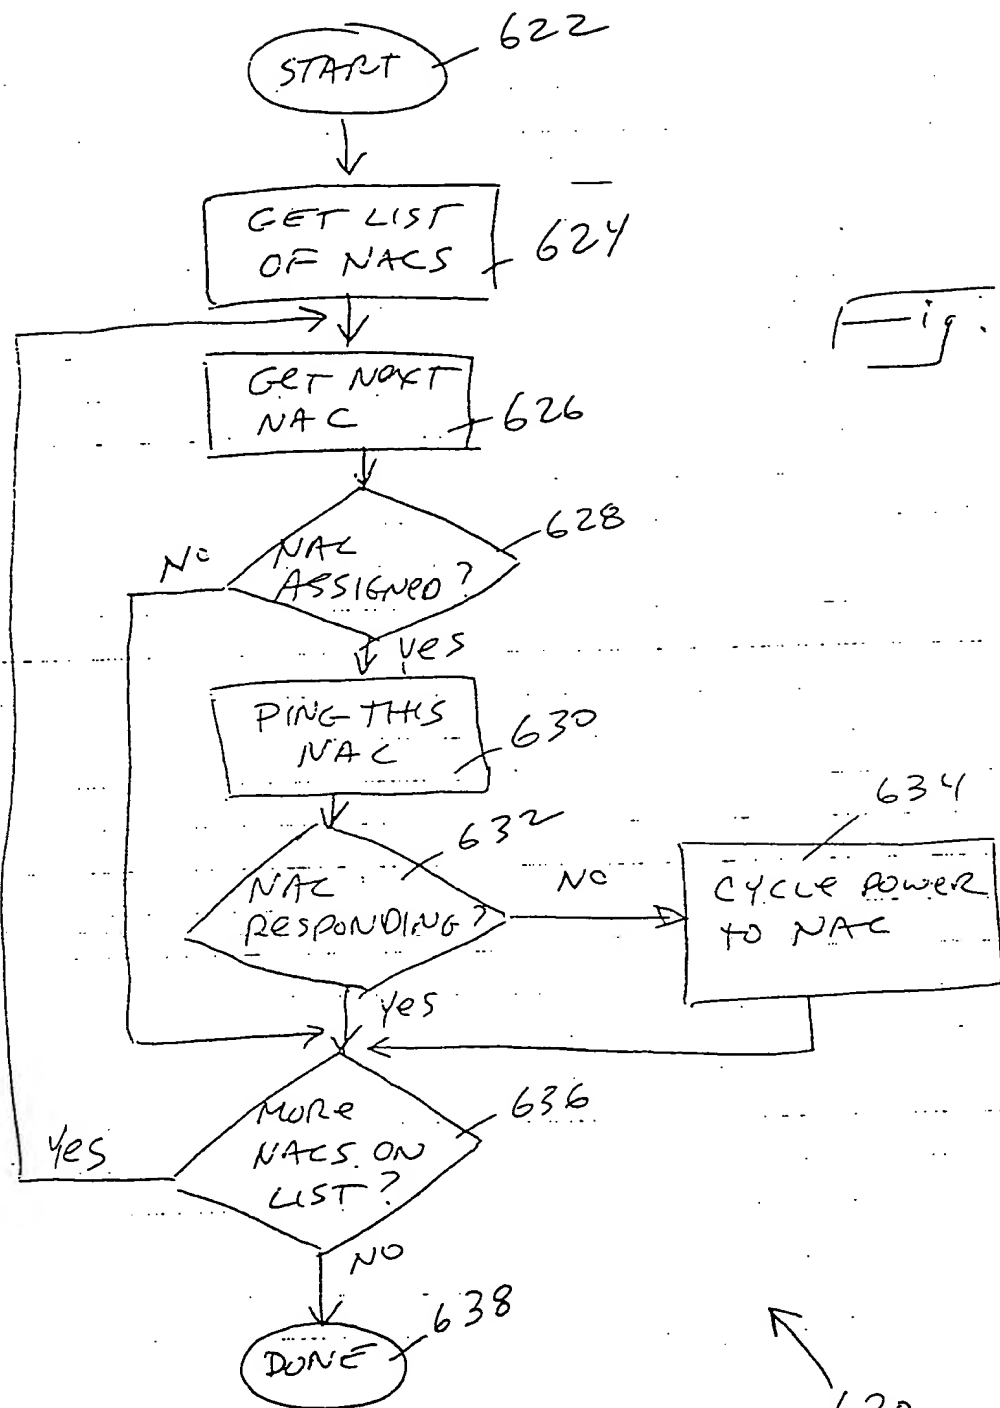 622
START
GET LIST
OF NACS
624
Fig.
GET NEXT
NAC
626
628
NO
NAC
ASSIGNED?
yes
PING THIS
NAC
630
634
632
NAC
RESPONDING?
NO
CYCLE POWER
TO NAC
yes
636
MORE
NACS ON
LIST?
Yes
NO
638
DONE